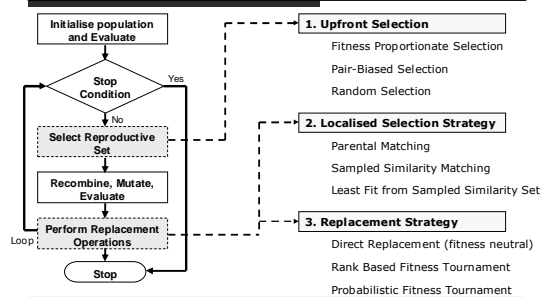 Initialise population
and Evaluate
Stop
Condition
Yes
No
Select Reproductive
Set
Recombine, Mutate,
Evaluate
Perform Replacement
Operations
Loop
Stop
1. Upfront Selection
Fitness Proportionate Selection
Pair-Biased Selection
Random Selection
2. Localised Selection Strategy
Parental Matching
Sampled Similarity Matching
Least Fit from Sampled Similarity Set
3. Replacement Strategy
Direct Replacement (fitness neutral)
Rank Based Fitness Tournament
Probabilistic Fitness Tournament